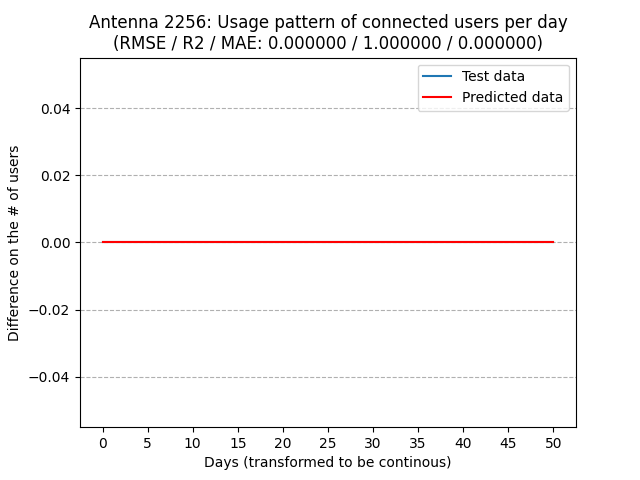 Antenna 2256: Usage pattern of connected users per day
(RMSE / R2 / MAE: 0.000000 / 1.000000 / 0.000000)
Test data
Predicted data
Difference on the # of users
0.04
0.02
0.00
−0.02
−0.04
0 5 10 15 20 25 30 35 40 45 50
Days (transformed to be continous)